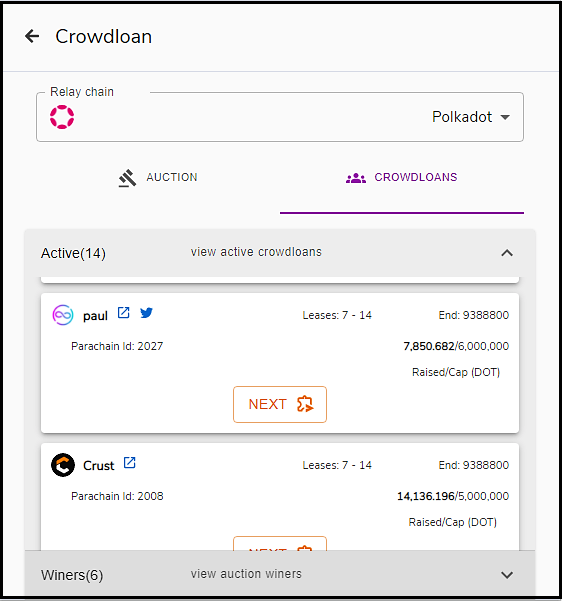 Crowdloan
Relay chain
Polkadot
AUCTION CROWDLOANS
Active(14) view active crowdloans
paul Leases: 7 - 14 End: 9388800
Parachain Id: 2027 7,850.682/6,000,000
Raised/Cap (DOT)
NEXT
Crust Leases: 7 - 14 End: 9388800
Parachain Id: 2008 14,136.196/5,000,000
Raised/Cap (DOT)
NEXT
Winers(6) view auction winers